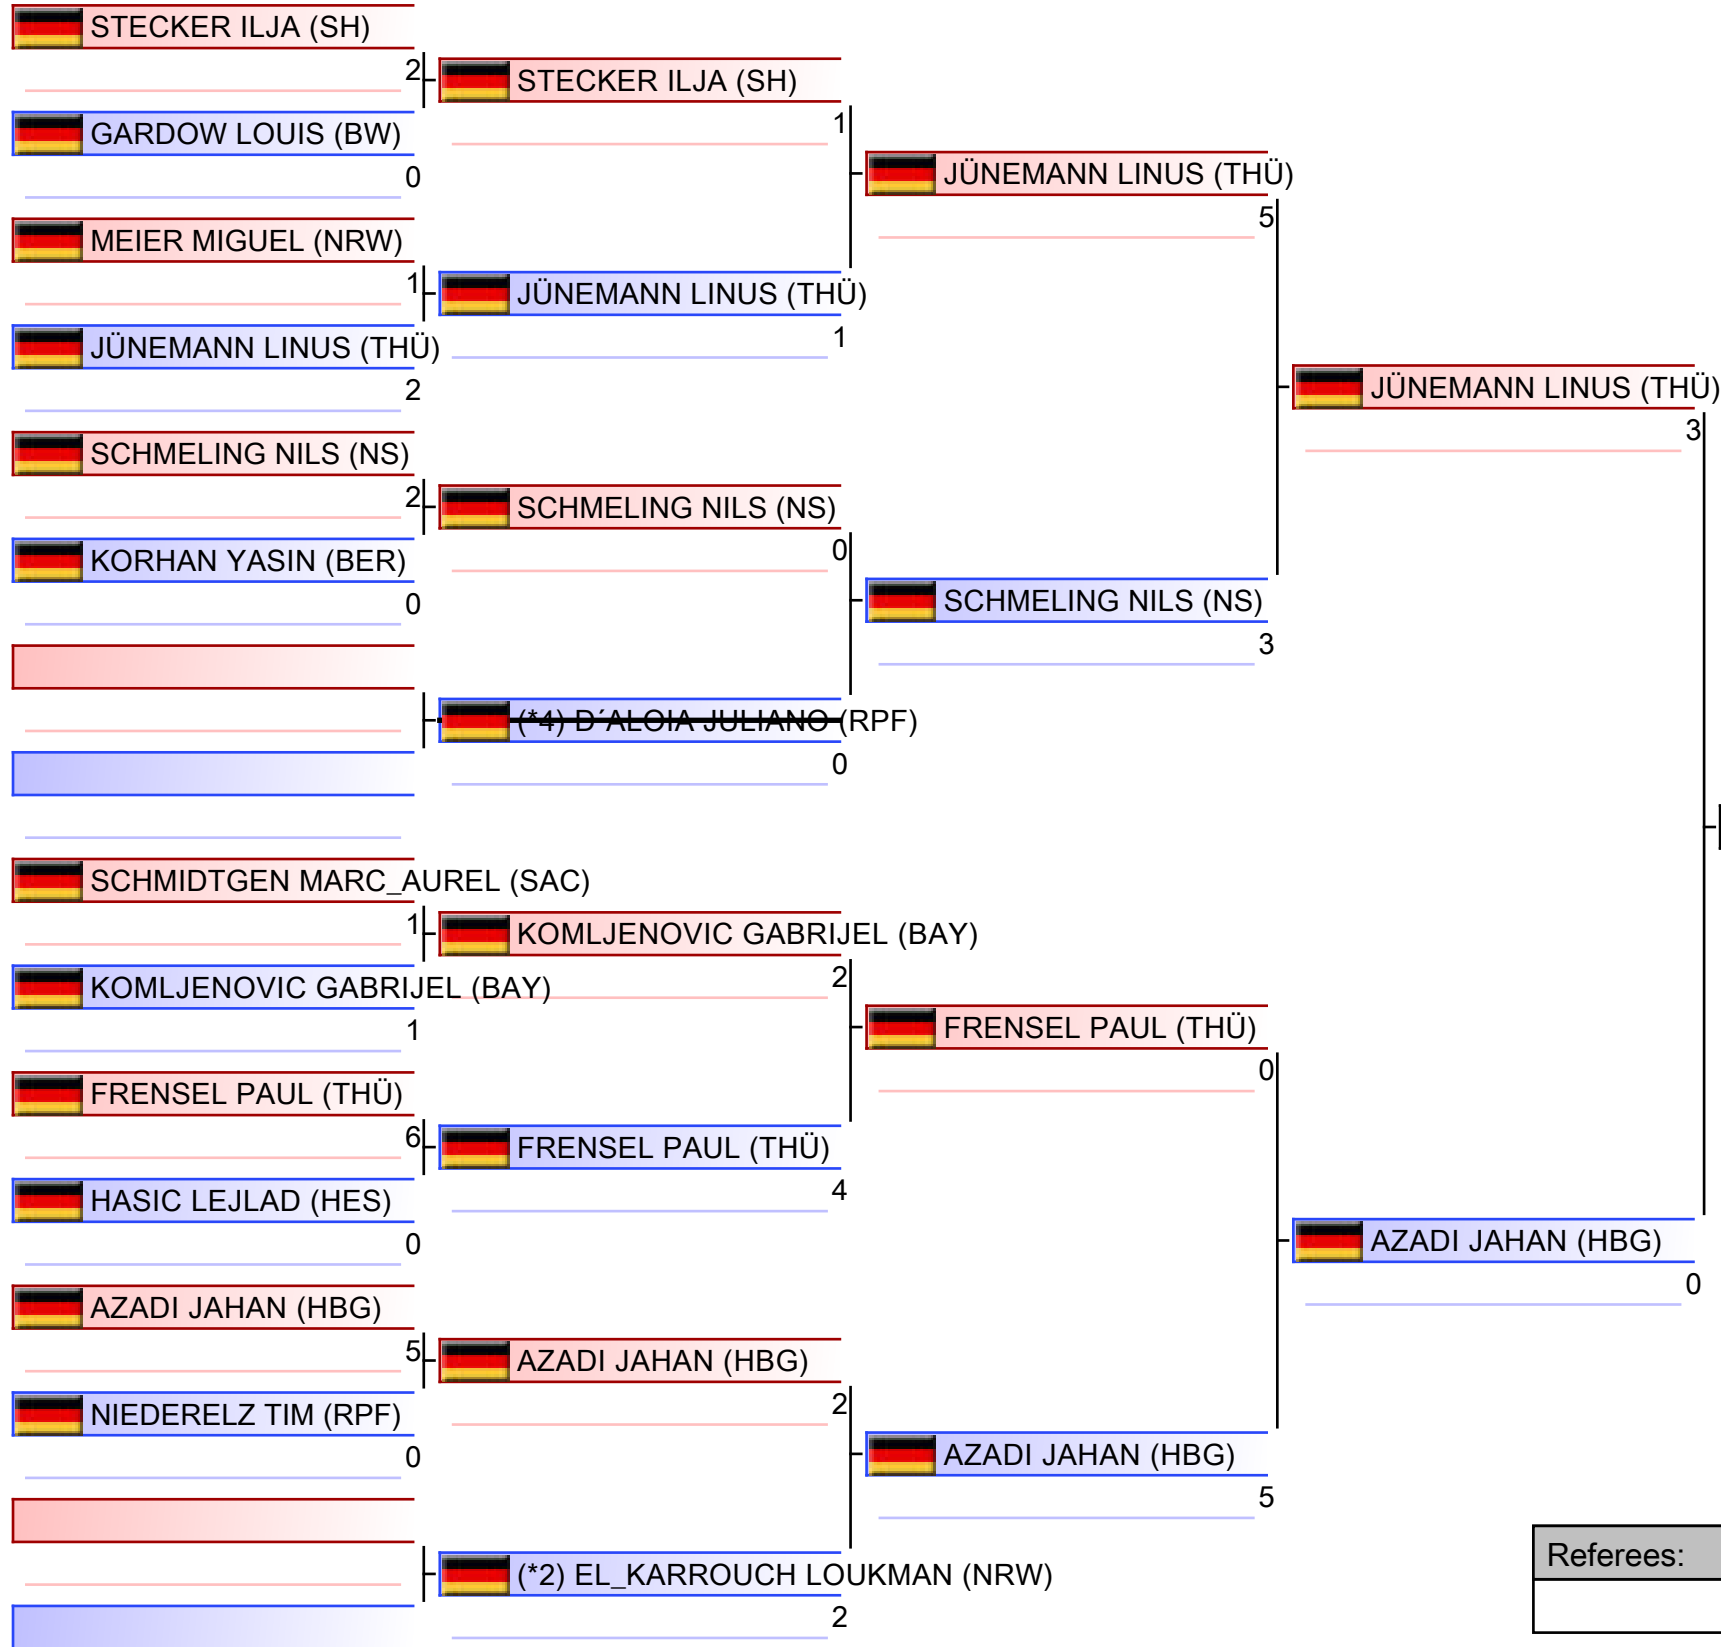 STECKER ILJA (SH)
2
GARDOW LOUIS (BW)
0
MEIER MIGUEL (NRW)
1
JÜNEMANN LINUS (THÜ)
2
SCHMELING NILS (NS)
2
KORHAN YASIN (BER)
0
SCHMIDTGEN MARC_AUREL (SAC)
1
KOMLJENOVIC GABRIJEL (BAY)
1
FRENSEL PAUL (THÜ)
6
HASIC LEJLAD (HES)
0
AZADI JAHAN (HBG)
5
NIEDERELZ TIM (RPF)
0
STECKER ILJA (SH)
1
JÜNEMANN LINUS (THÜ)
1
SCHMELING NILS (NS)
0
(*4) D´ALOIA JULIANO (RPF)
0
KOMLJENOVIC GABRIJEL (BAY)
2
FRENSEL PAUL (THÜ)
4
AZADI JAHAN (HBG)
2
(*2) EL_KARROUCH LOUKMAN (NRW)
2
JÜNEMANN LINUS (THÜ)
5
SCHMELING NILS (NS)
3
FRENSEL PAUL (THÜ)
0
AZADI JAHAN (HBG)
5
JÜNEMANN LINUS (THÜ)
3
AZADI JAHAN (HBG)
0
Referees: